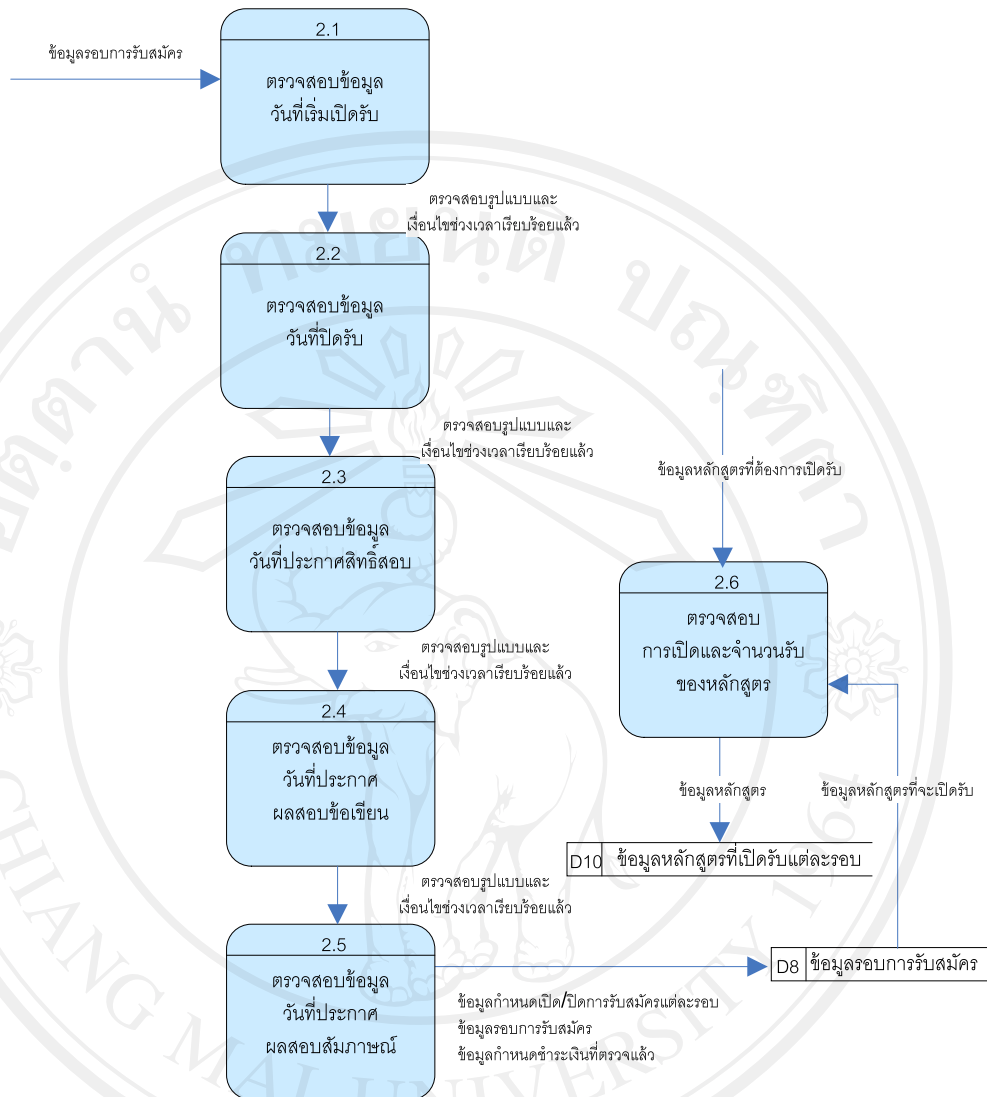 ข้อมูลรอบการรับสมัคร
2.1
ตรวจสอบข้อมูล
วันที่เริ่มเปิดรับ
ตรวจสอบรูปแบบและ
เงื่อนไขช่วงเวลาเรียบร้อยแล้ว
2.2
ตรวจสอบข้อมูล
วันที่ปิดรับ
ตรวจสอบรูปแบบและ
เงื่อนไขช่วงเวลาเรียบร้อยแล้ว
2.3
ตรวจสอบข้อมูล
วันที่ประกาศสิทธิ์สอบ
ตรวจสอบรูปแบบและ
เงื่อนไขช่วงเวลาเรียบร้อยแล้ว
2.4
ตรวจสอบข้อมูล
วันที่ประกาศ
ผลสอบข้อเขียน
ตรวจสอบรูปแบบและ
เงื่อนไขช่วงเวลาเรียบร้อยแล้ว
2.5
ตรวจสอบข้อมูล
วันที่ประกาศ
ผลสอบสัมภาษณ์
ข้อมูลกำหนดเปิด/ปิดการรับสมัครแต่ละรอบ
ข้อมูลรอบการรับสมัคร
ข้อมูลกำหนดชำระเงินที่ตรวจแล้ว
ข้อมูลหลักสูตรที่ต้องการเปิดรับ
2.6
ตรวจสอบ
การเปิดและจำนวนรับ
ของหลักสูตร
ข้อมูลหลักสูตร
ข้อมูลหลักสูตรที่จะเปิดรับ
D10 ข้อมูลหลักสูตรที่เปิดรับแต่ละรอบ
D8 ข้อมูลรอบการรับสมัคร
อตฺตานํ ทมยนฺติ ปณฺฑิตา
CHIANG MAI UNIVERSITY 1964